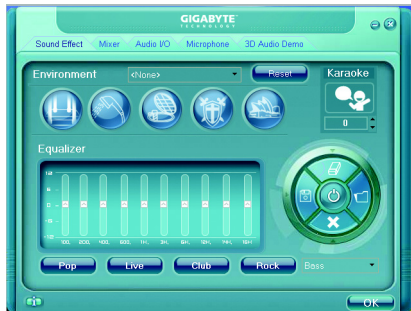 GIGABYTE
TECHNOLOGY
Sound Effect Mixer Audio I/O Microphone 3D Audio Demo
Environment <None> Reset Karaoke
0
Equalizer
Pop Live Club Rock Bass
OK